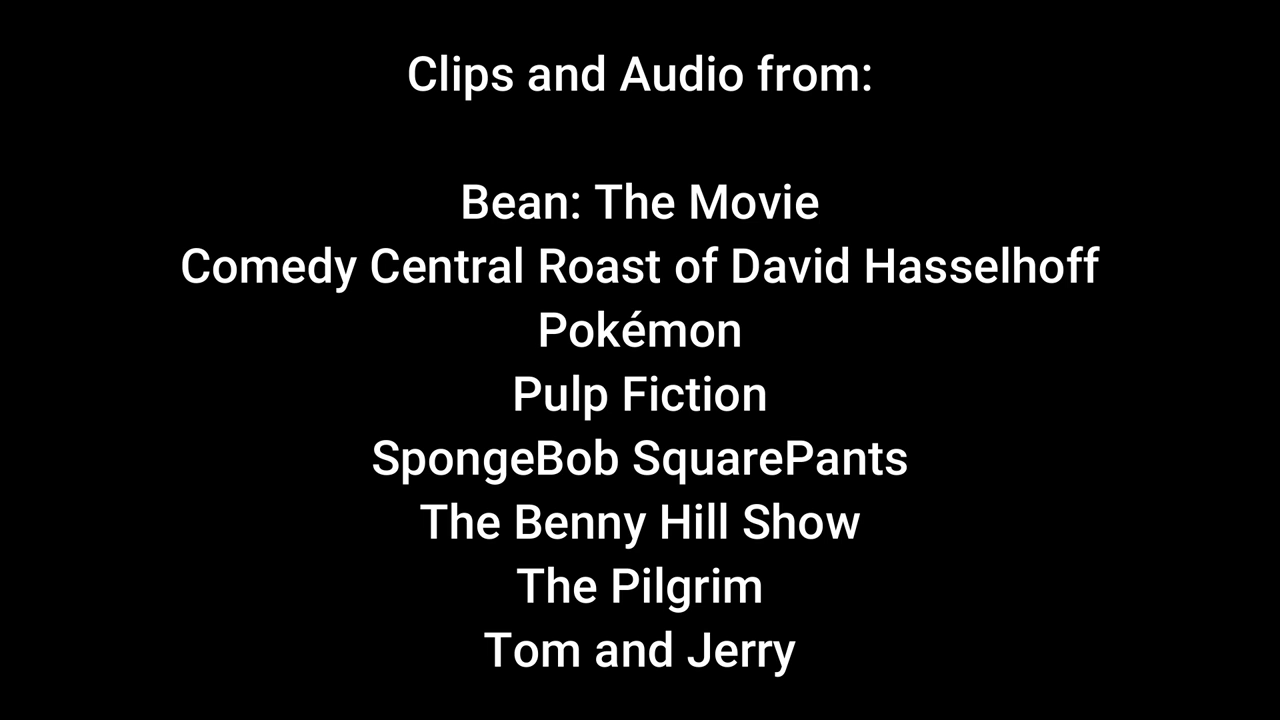 Clips and Audio from:
Bean: The Movie
Comedy Central Roast of David Hasselhoff
Pokémon
Pulp Fiction
SpongeBob SquarePants
The Benny Hill Show
The Pilgrim
Tom and Jerry